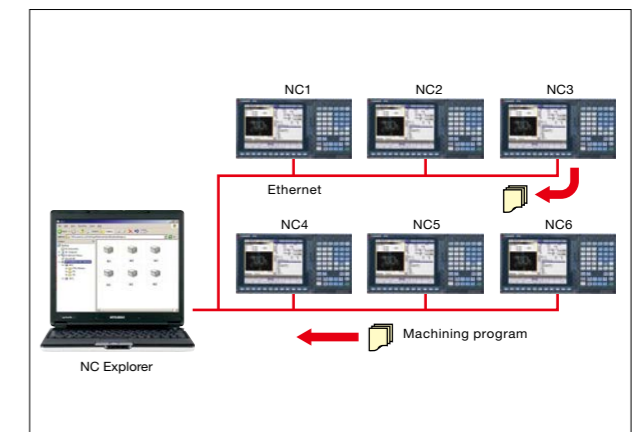 NC1 NC2 NC3
Ethernet
NC4 NC5 NC6
Machining program
NC Explorer